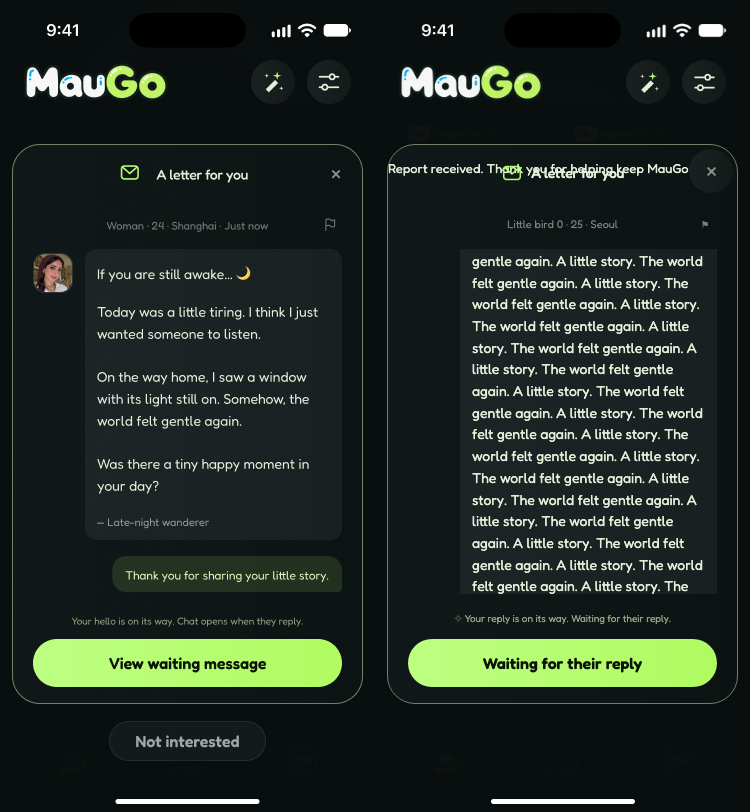 9:41
MauGo
A letter for you
Woman · 24 · Shanghai · Just now
If you are still awake... 🌙
Today was a little tiring. I think I just
wanted someone to listen.
On the way home, I saw a window
with its light still on. Somehow, the
world felt gentle again.
Was there a tiny happy moment in
your day?
— Late-night wanderer
Thank you for sharing your little story.
Your hello is on its way. Chat opens when they reply.
View waiting message
Not interested
9:41
MauGo
Report received. Thank you for helping keep MauGo
A letter for you
Little bird 0 · 25 · Seoul
gentle again. A little story. The world
felt gentle again. A little story. The
world felt gentle again. A little story.
The world felt gentle again. A little
story. The world felt gentle again. A
little story. The world felt gentle
again. A little story. The world felt
gentle again. A little story. The world
felt gentle again. A little story. The
world felt gentle again. A little story.
The world felt gentle again. A little
story. The world felt gentle again. A
little story. The world felt gentle
again. A little story. The world felt
gentle again. A little story. The world
felt gentle again. A little story. The
✧ Your reply is on its way. Waiting for their reply.
Waiting for their reply